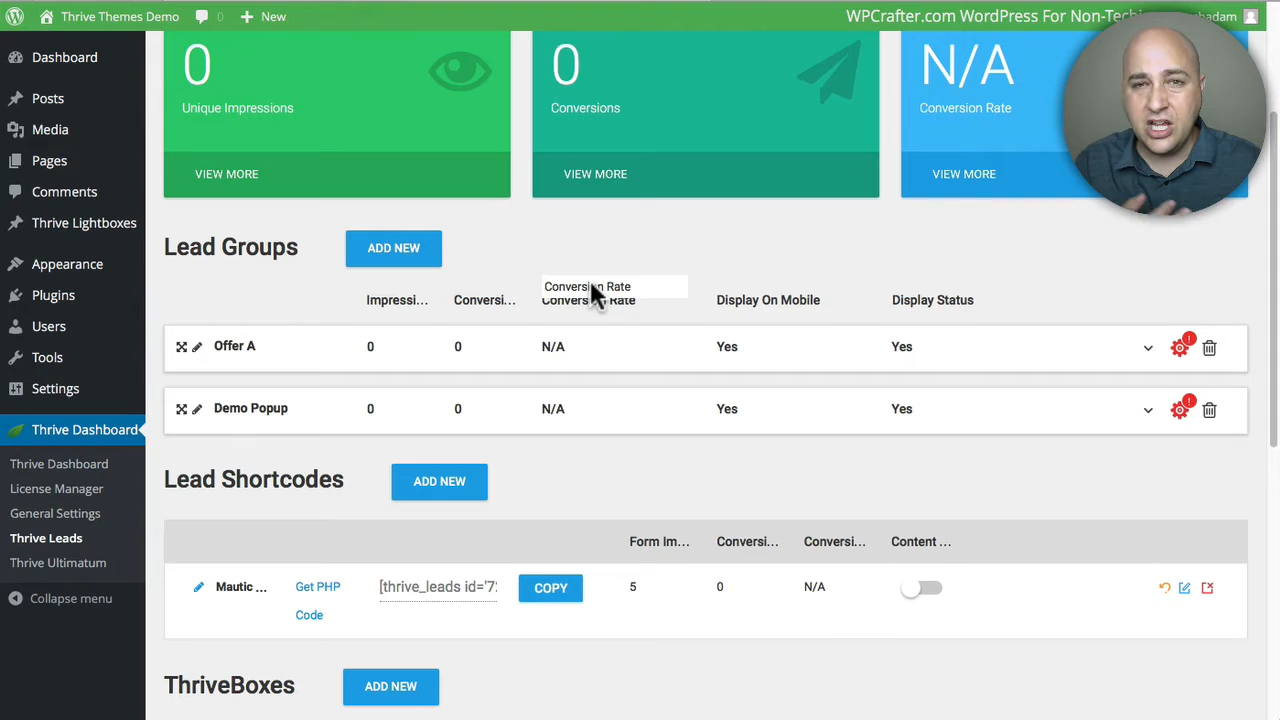 Thrive Themes Demo 0 New WPCrafter.com WordPress For Non-Techi hadam
Dashboard
Posts
Media
Pages
Comments
Thrive Lightboxes
Appearance
Plugins
Users
Tools
Settings
Thrive Dashboard
Thrive Dashboard
License Manager
General Settings
Thrive Leads
Thrive Ultimatum
Collapse menu
0
Unique Impressions
VIEW MORE
0
Conversions
VIEW MORE
N/A
Conversion Rate
VIEW MORE
Lead Groups ADD NEW
Conversion Rate
Impressi... Conversi... Conversion Rate Display On Mobile Display Status
Offer A 0 0 N/A Yes Yes !
Demo Popup 0 0 N/A Yes Yes !
Lead Shortcodes ADD NEW
Form Im... Conversi... Conversi... Content ...
Mautic ... Get PHP Code [thrive_leads id='7 COPY 5 0 N/A
ThriveBoxes ADD NEW